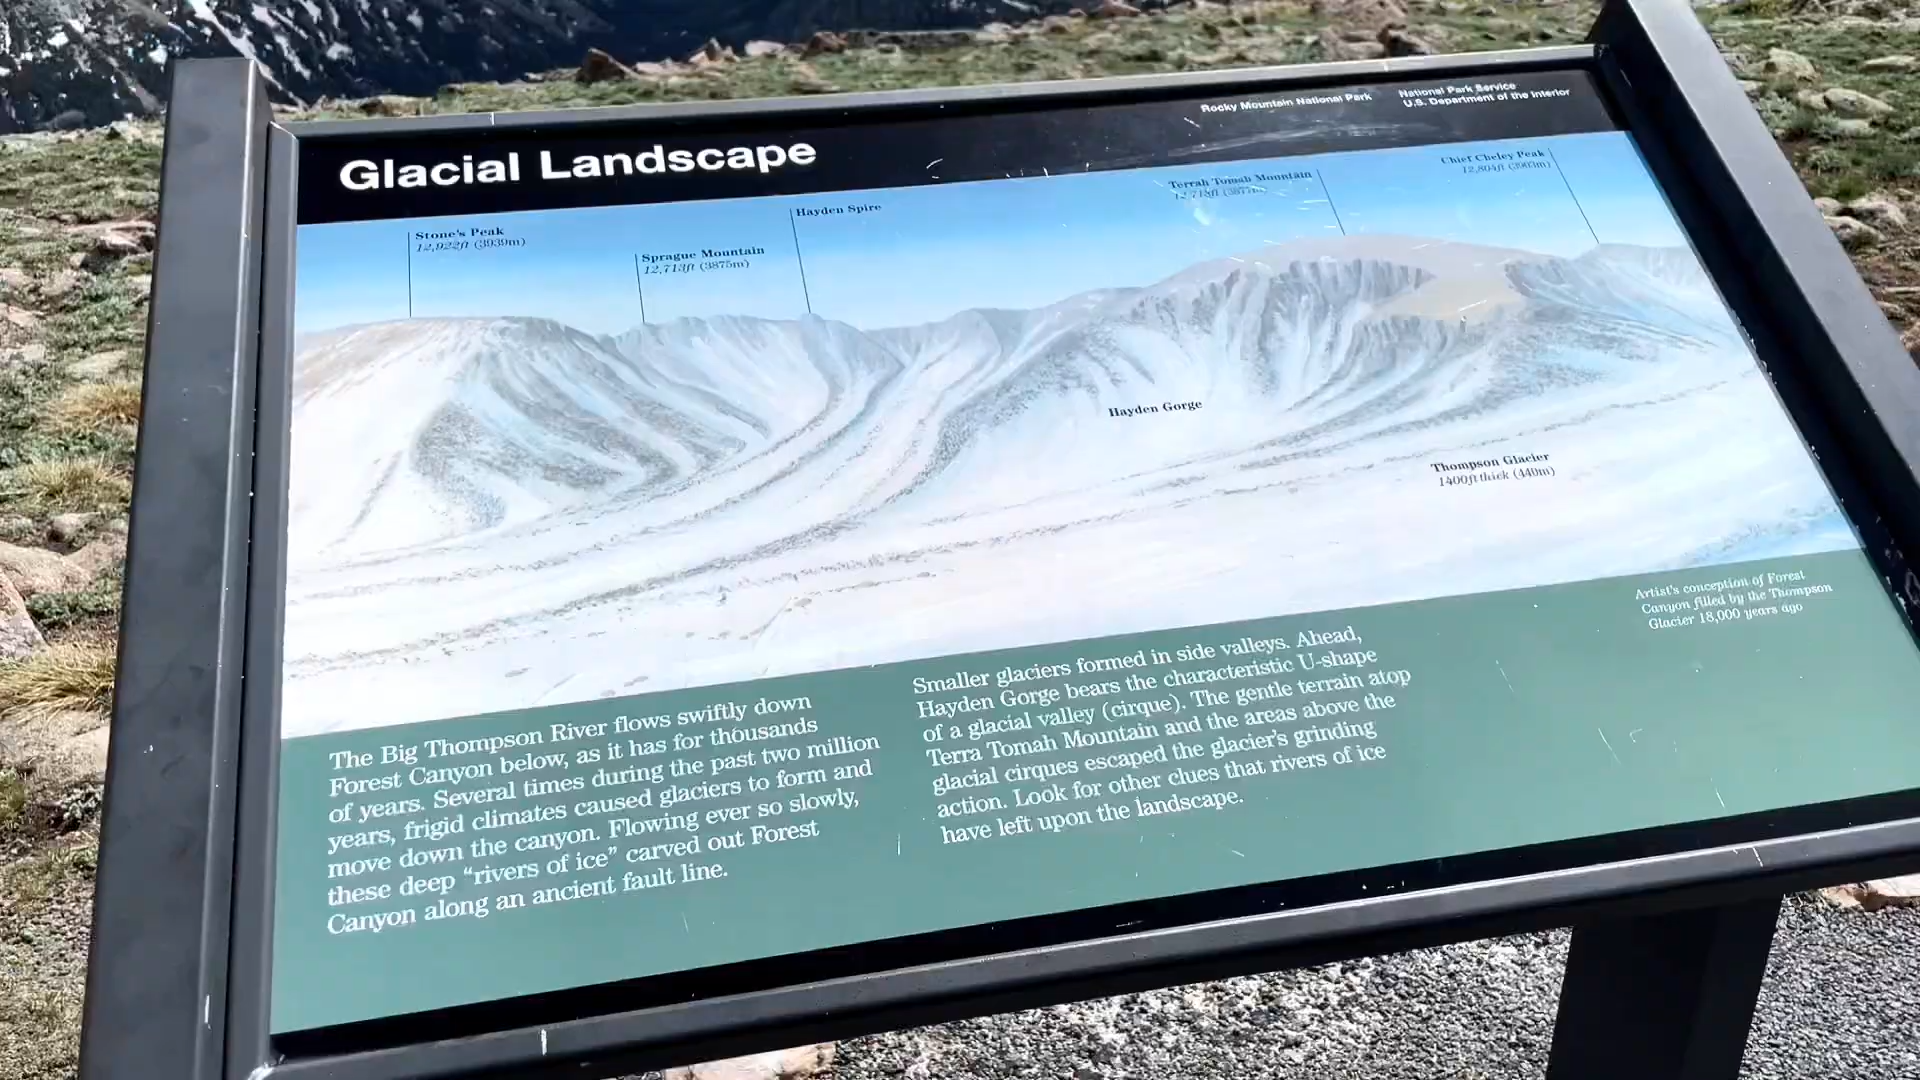 Rocky Mountain National Park
National Park Service
U.S. Department of the Interior
Glacial Landscape
Stone's Peak
12,922ft (3939m)
Sprague Mountain
12,713ft (3875m)
Hayden Spire
Terrah Tomah Mountain
12,718ft (3877m)
Chief Cheley Peak
12,804ft (3903m)
Hayden Gorge
Thompson Glacier
1400ft thick (440m)
Artist's conception of Forest
Canyon filled by the Thompson
Glacier 18,000 years ago
The Big Thompson River flows swiftly down
Forest Canyon below, as it has for thousands
of years. Several times during the past two million
years, frigid climates caused glaciers to form and
move down the canyon. Flowing ever so slowly,
these deep “rivers of ice” carved out Forest
Canyon along an ancient fault line.
Smaller glaciers formed in side valleys. Ahead,
Hayden Gorge bears the characteristic U-shape
of a glacial valley (cirque). The gentle terrain atop
Terra Tomah Mountain and the areas above the
glacial cirques escaped the glacier's grinding
action. Look for other clues that rivers of ice
have left upon the landscape.